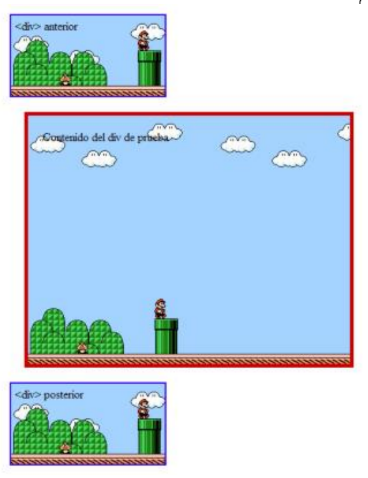 <div> anterior
Contenido del div de prueba
<div> posterior